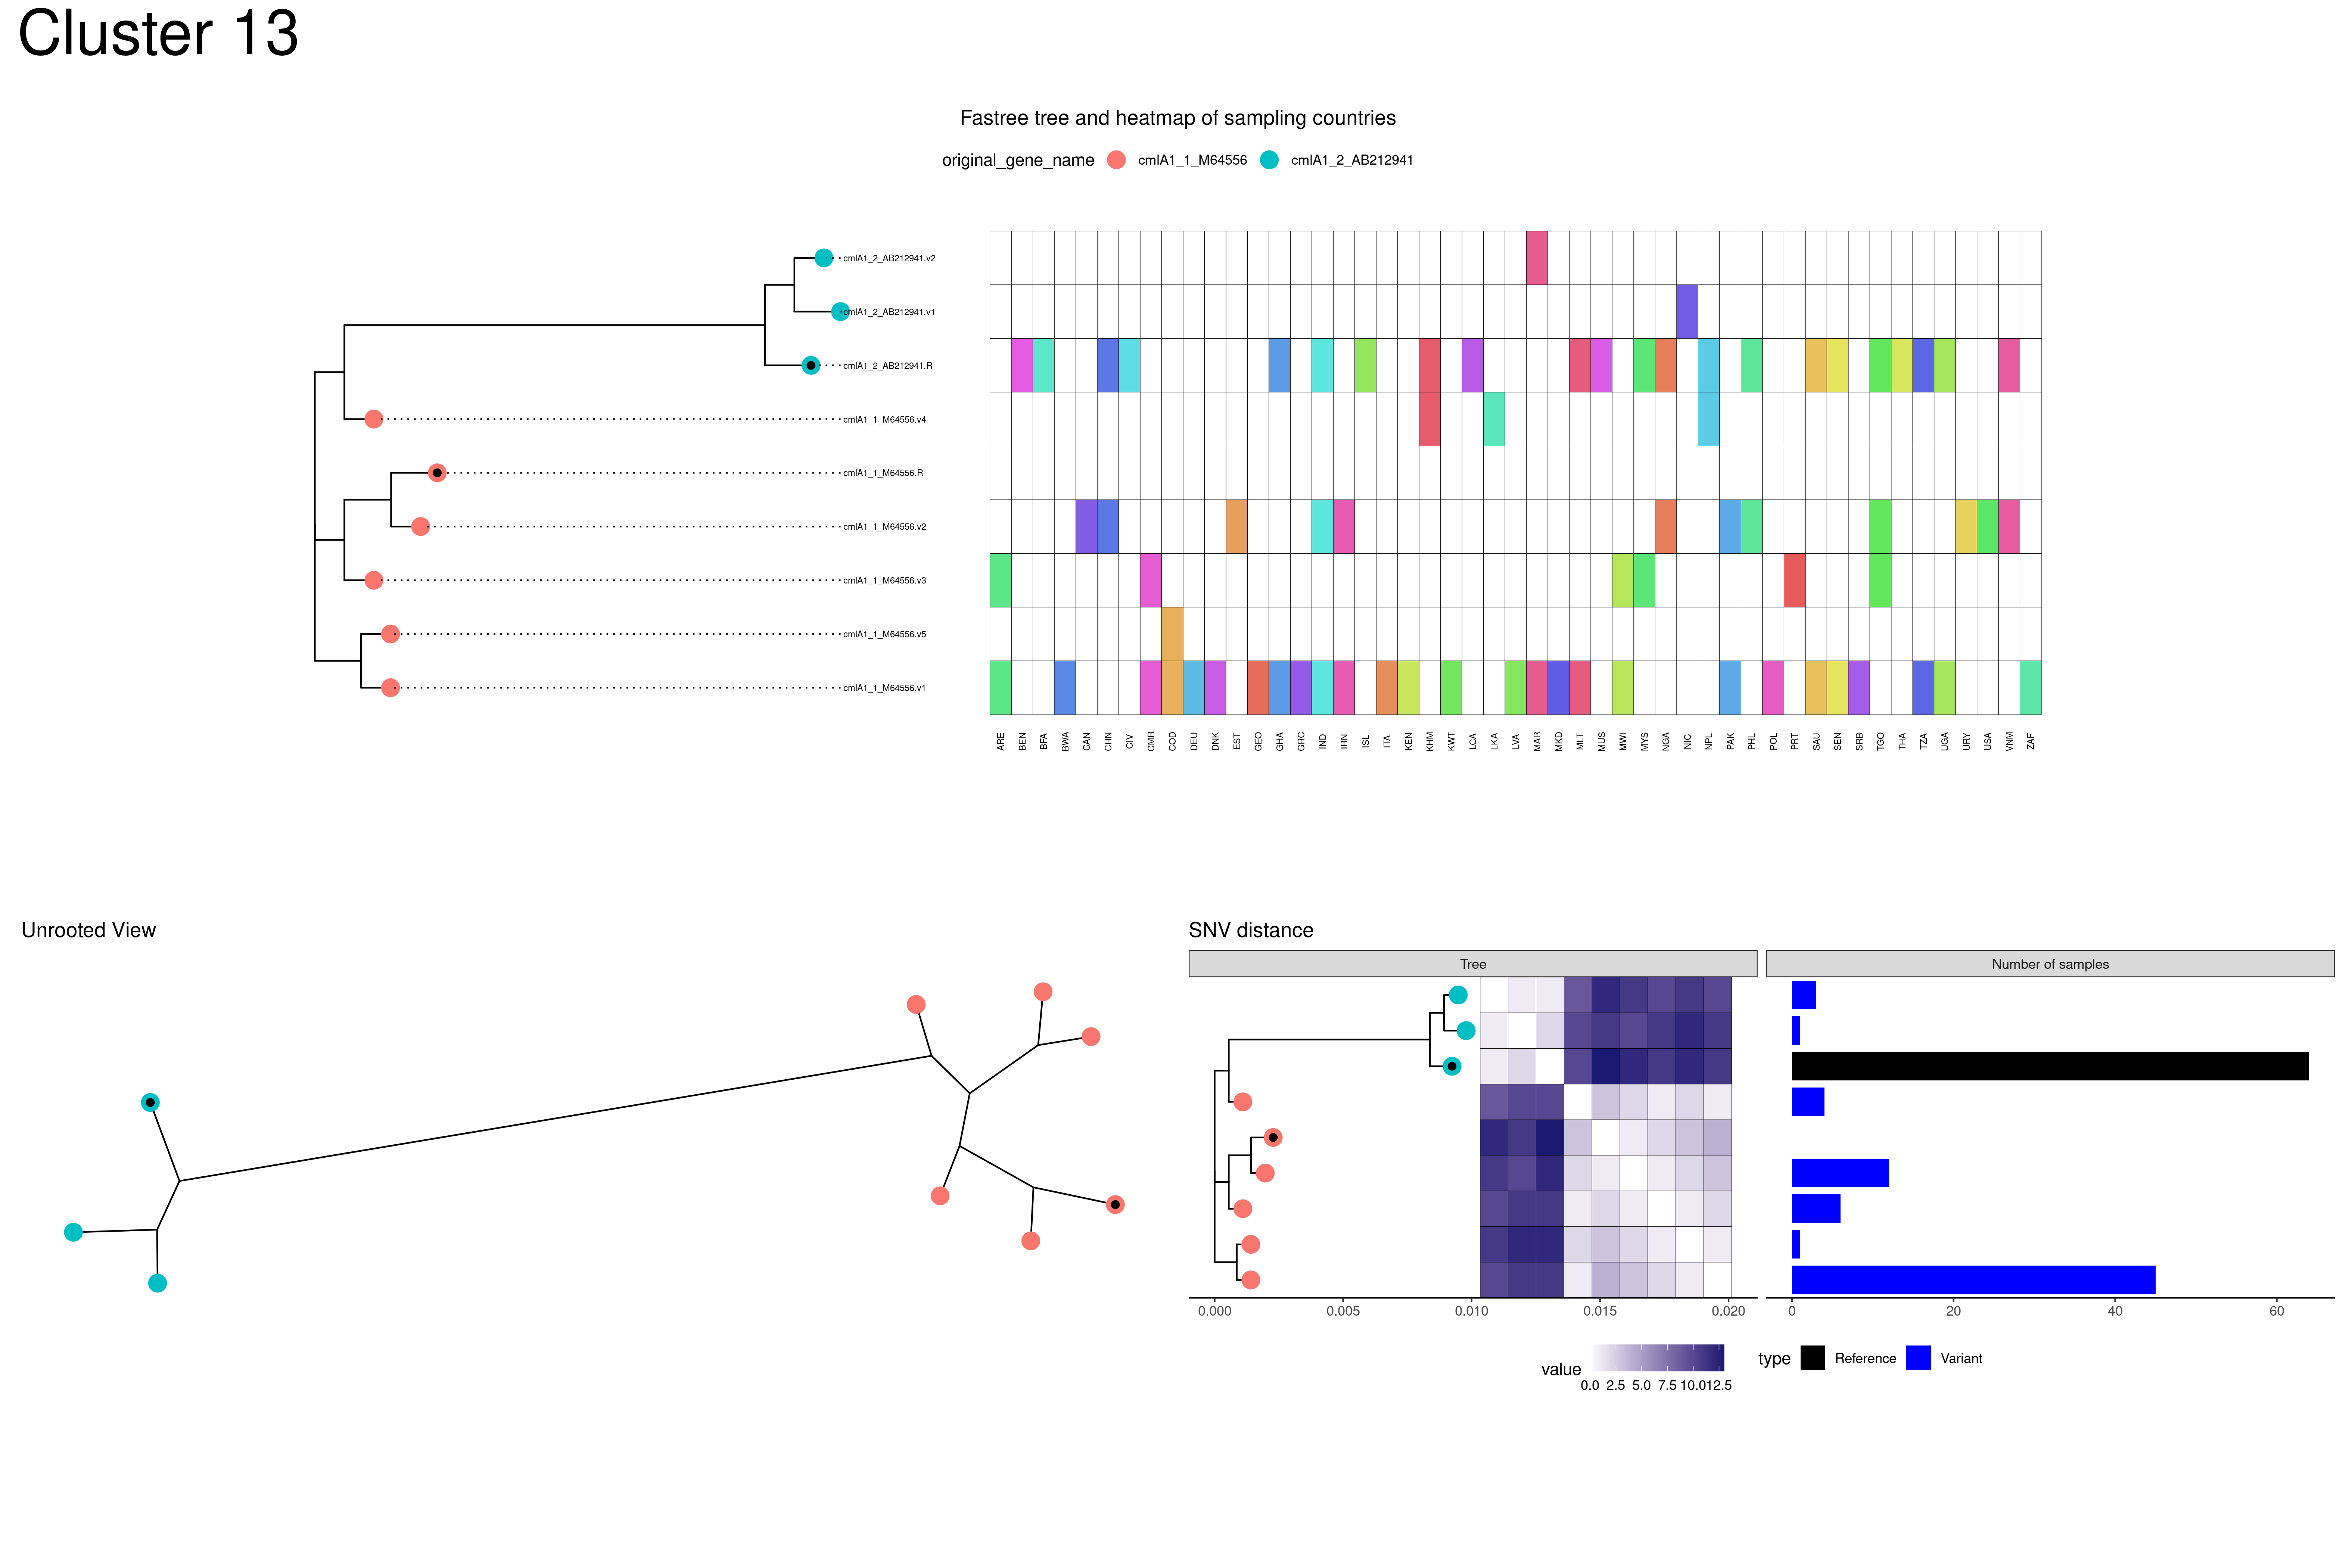 Cluster 13
Fastree tree and heatmap of sampling countries
original_gene_name cmlA1_1_M64556 cmlA1_2_AB212941
cmlA1_2_AB212941.v2
cmlA1_2_AB212941.v1
cmlA1_2_AB212941.R
cmlA1_1_M64556.v4
cmlA1_1_M64556.R
cmlA1_1_M64556.v2
cmlA1_1_M64556.v3
cmlA1_1_M64556.v5
cmlA1_1_M64556.v1
ARE BEN BFA BWA CAN CHN CIV CMR COD DEU DNK EST GEO GHA GRC IND IRN ISL ITA KEN KHM KWT LCA LKA LVA MAR MKD MLT MUS MWI MYS NGA NIC NPL PAK PHL POL PRT SAU SEN SRB TGO THA TZA UGA URY USA VNM ZAF
Unrooted View
SNV distance
Tree Number of samples
0.000 0.005 0.010 0.015 0.020 0 20 40 60
value 0.0 2.5 5.0 7.5 10.0 12.5
type Reference Variant